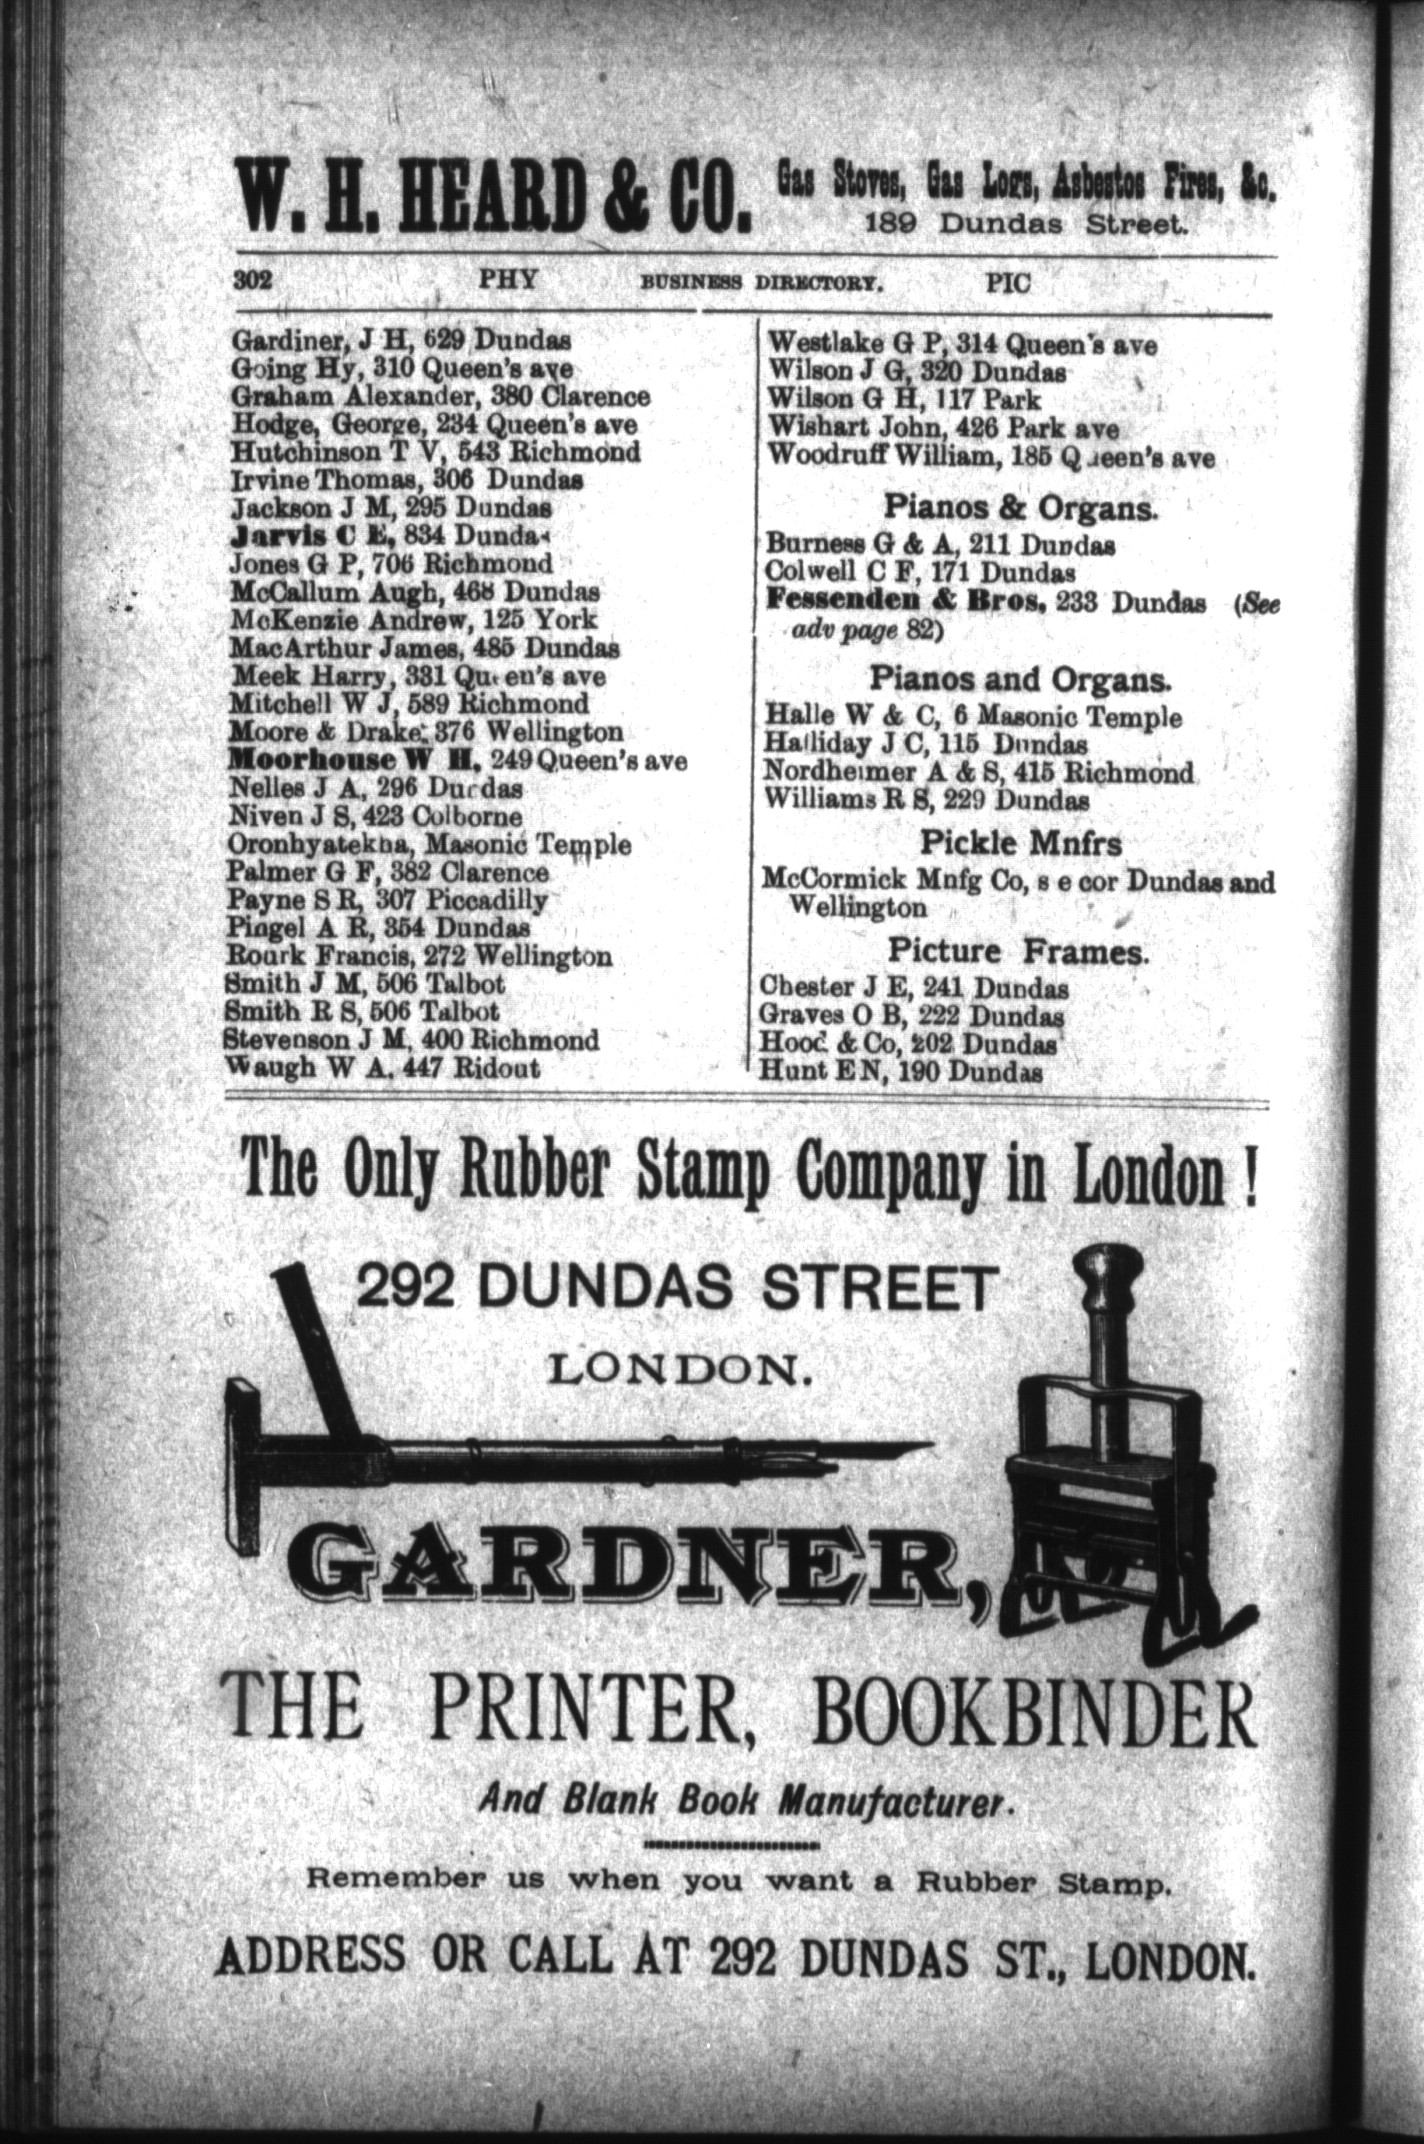 W. H. HEARD & CO. Gas Stoves, Gas Logs, Asbestos Fires, &c.
189 Dundas Street.
302 PHY BUSINESS DIRECTORY. PIC
Gardiner, J H, 629 Dundas
Going Hy, 310 Queen's ave
Graham Alexander, 380 Clarence
Hodge, George, 234 Queen's ave
Hutchinson T V, 543 Richmond
Irvine Thomas, 306 Dundas
Jackson J M, 295 Dundas
Jarvis C E, 834 Dundas
Jones G P, 706 Richmond
McCallum Augh, 468 Dundas
McKenzie Andrew, 125 York
MacArthur James, 485 Dundas
Meek Harry, 331 Queen's ave
Mitchell W J, 589 Richmond
Moore & Drake, 376 Wellington
Moorhouse W H, 249 Queen's ave
Nelles J A, 296 Dundas
Niven J S, 423 Colborne
Oronhyatekha, Masonic Temple
Palmer G F, 382 Clarence
Payne S R, 307 Piccadilly
Pingel A R, 354 Dundas
Rourk Francis, 272 Wellington
Smith J M, 506 Talbot
Smith R S, 506 Talbot
Stevenson J M, 400 Richmond
Waugh W A, 447 Ridout
Westlake G P, 314 Queen's ave
Wilson J G, 320 Dundas
Wilson G H, 117 Park
Wishart John, 426 Park ave
Woodruff William, 185 Queen's ave
Pianos & Organs.
Burness G & A, 211 Dundas
Colwell C F, 171 Dundas
Fessenden & Bros, 233 Dundas (See
adv page 82)
Pianos and Organs.
Halle W & C, 6 Masonic Temple
Halliday J C, 115 Dundas
Nordheimer A & S, 415 Richmond
Williams R S, 229 Dundas
Pickle Mnfrs
McCormick Mnfg Co, s e cor Dundas and
Wellington
Picture Frames.
Chester J E, 241 Dundas
Graves O B, 222 Dundas
Hood & Co, 202 Dundas
Hunt E N, 190 Dundas
The Only Rubber Stamp Company in London !
292 DUNDAS STREET
LONDON.
GARDNER,
THE PRINTER, BOOKBINDER
And Blank Book Manufacturer.
Remember us when you want a Rubber Stamp.
ADDRESS OR CALL AT 292 DUNDAS ST., LONDON.